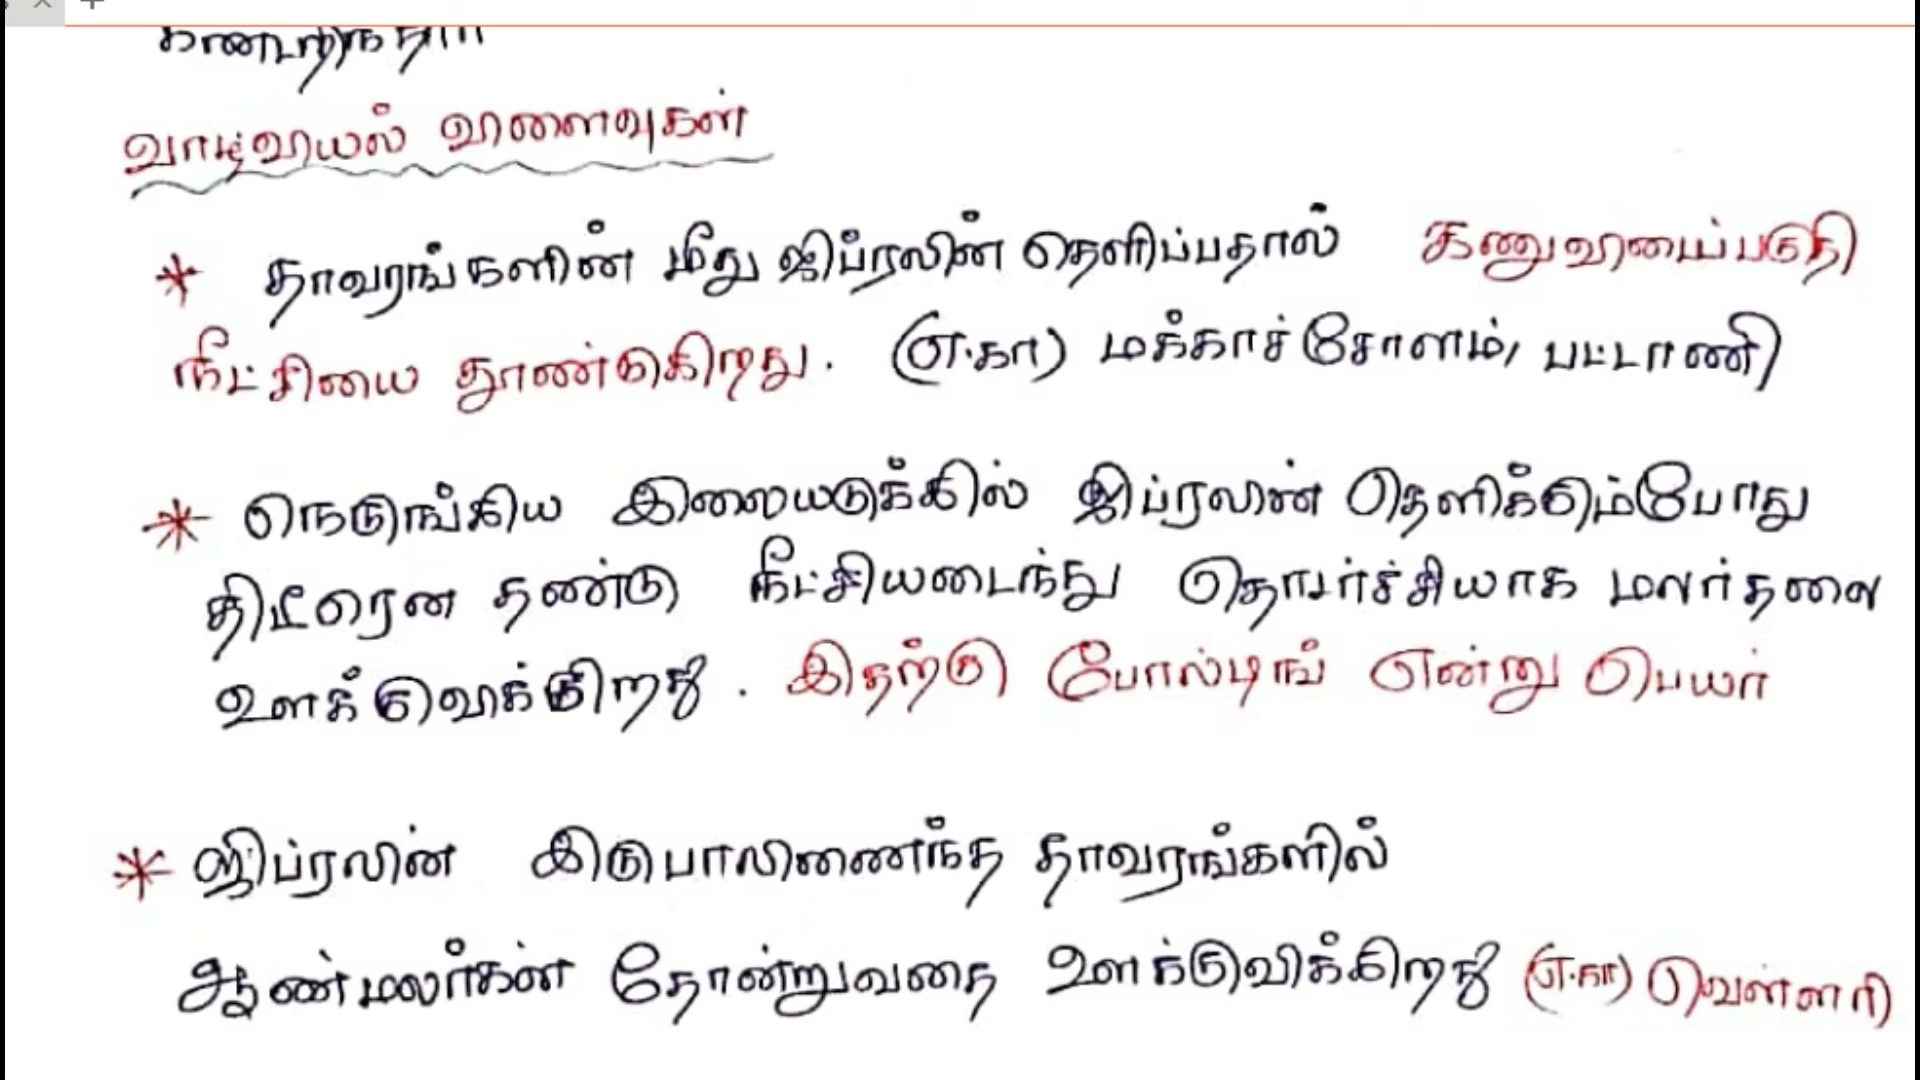 வாழ்வியல் விளைவுகள்
* தாவரங்களின் மீது ஜிப்ரலின் தெளிப்பதால் கணுவிடைப்பகுதி
நீட்சியை தூண்டுகிறது. (எ.கா) மக்காச்சோளம், பட்டாணி
* நெருங்கிய இலையடுக்கில் ஜிப்ரலின் தெளிக்கும்போது
திடீரென தண்டு நீட்சியடைந்து தொடர்ச்சியாக மலர்தலை
ஊக்குவிக்கிறது. இதற்கு போல்டிங் என்று பெயர்
* ஜிப்ரலின் இருபாலிணைந்த தாவரங்களில்
ஆண்மலர்கள் தோன்றுவதை ஊக்குவிக்கிறது (எ.கா) வெள்ளரி